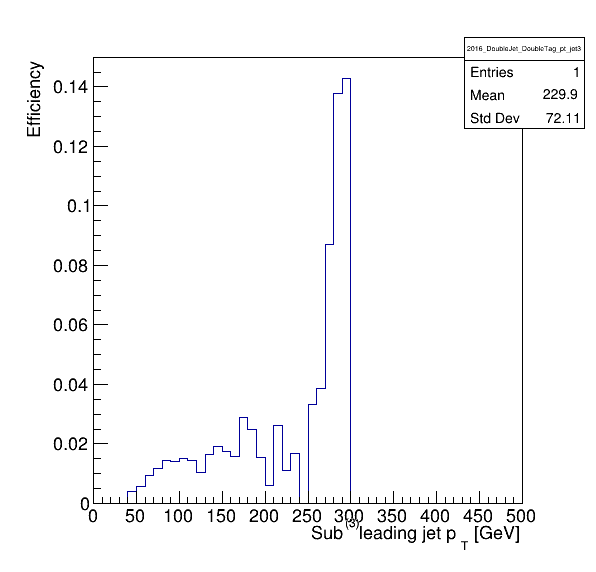 2016_DoubleJet_DoubleTag_pt_jet3
Entries 1
Mean 229.9
Std Dev 72.11
Efficiency
0.14
0.12
0.1
0.08
0.06
0.04
0.02
0
0 50 100 150 200 250 300 350 400 450 500
Sub(3)leading jet p T [GeV]